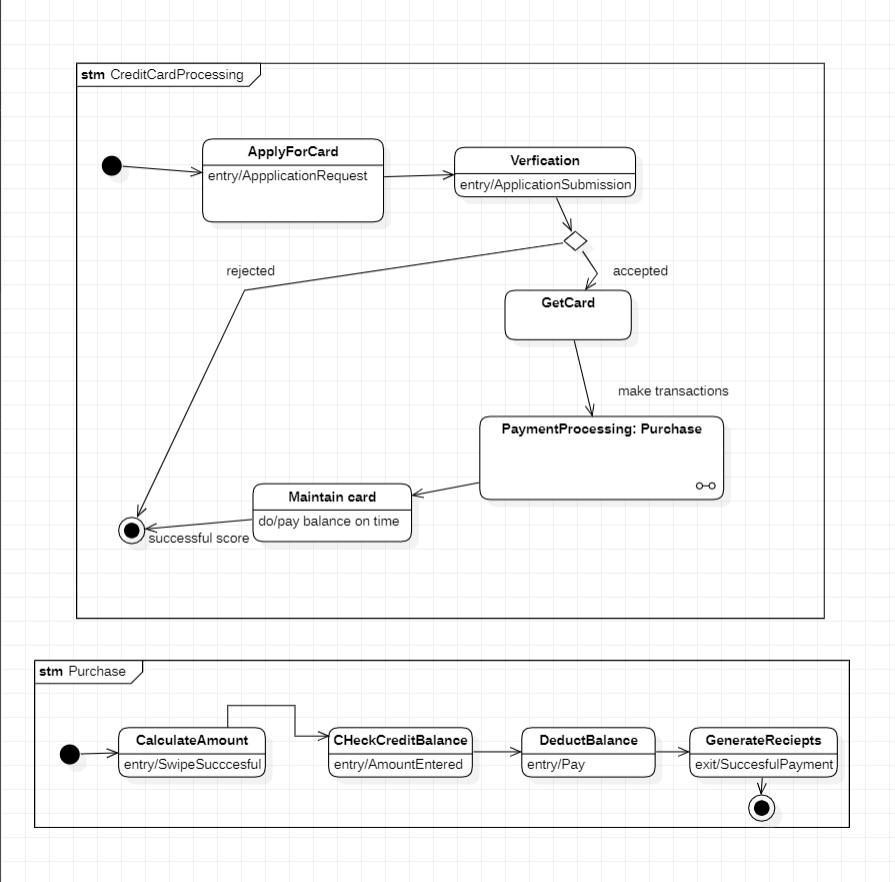 stm CreditCardProcessing
ApplyForCard
entry/AppplicationRequest
Verfication
entry/ApplicationSubmission
rejected
accepted
GetCard
make transactions
PaymentProcessing: Purchase
Maintain card
do/pay balance on time
successful score
stm Purchase
CalculateAmount
entry/SwipeSucccesful
CHeckCreditBalance
entry/AmountEntered
DeductBalance
entry/Pay
GenerateReciepts
exit/SuccesfulPayment